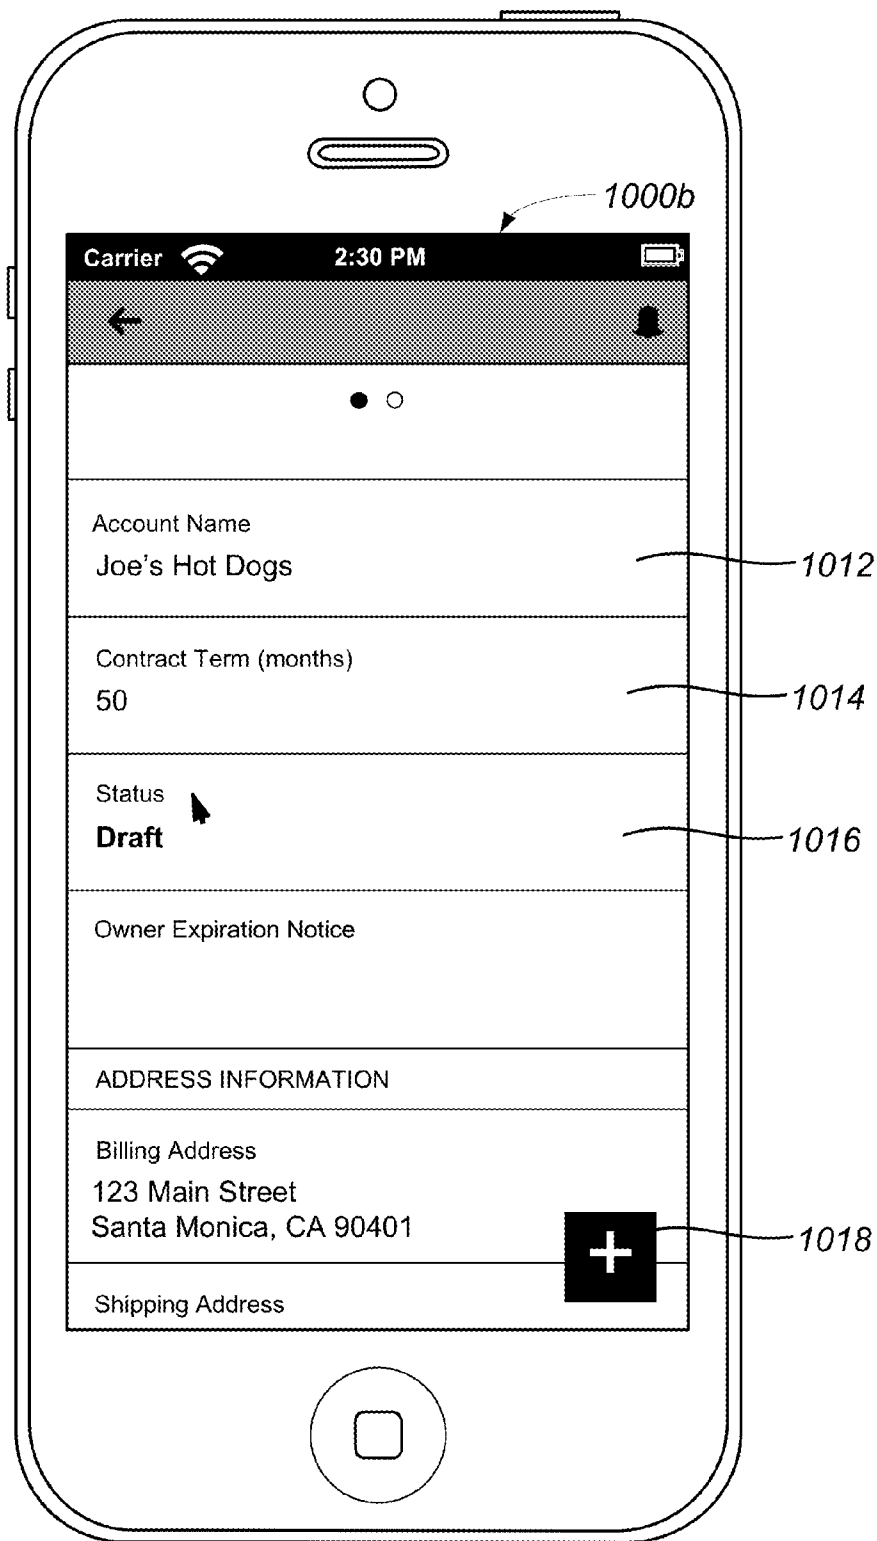 1000b
Carrier 2:30 PM
Account Name
Joe's Hot Dogs
1012
Contract Term (months)
50
1014
Status
Draft
1016
Owner Expiration Notice
ADDRESS INFORMATION
Billing Address
123 Main Street
Santa Monica, CA 90401
1018
Shipping Address